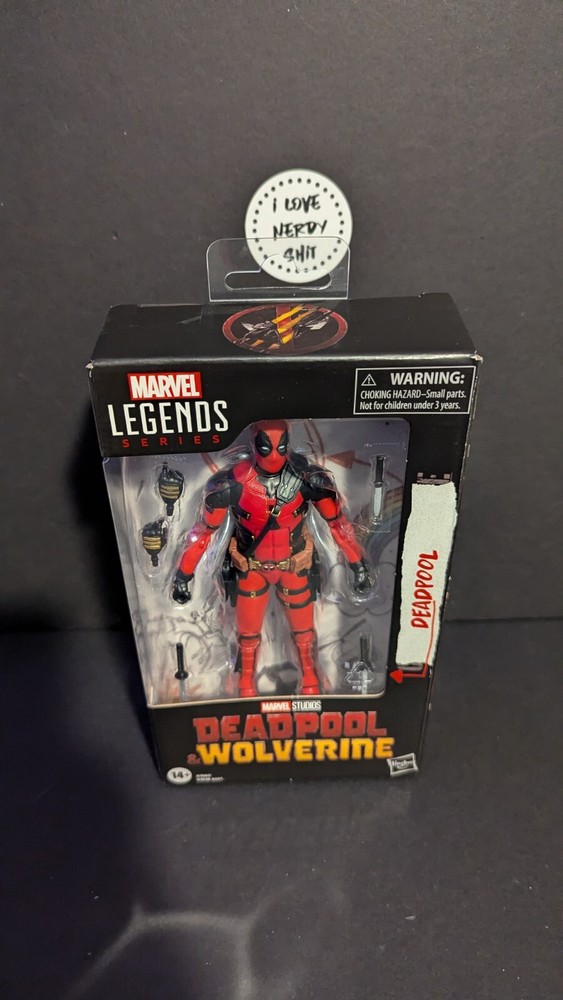 I LOVE
NERDY
SHIT
MARVEL
LEGENDS
SERIES
WARNING:
CHOKING HAZARD–Small parts.
Not for children under 3 years.
DEADPOOL
MARVEL STUDIOS
DEADPOOL
& WOLVERINE
14+
Hasbro